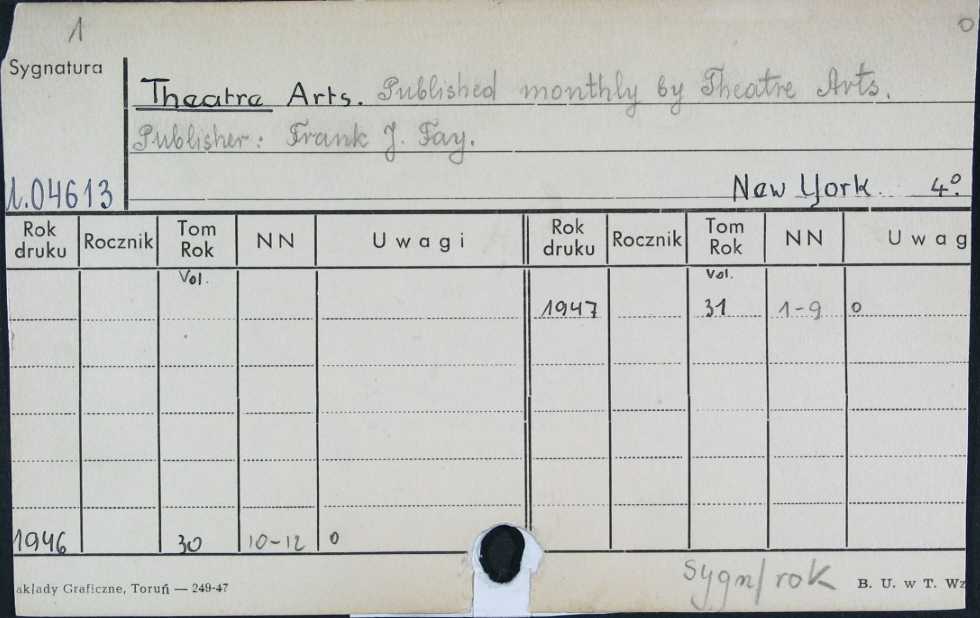 1 o
Sygnatura
Theatre Arts. Published monthly by Theatre Arts.
Publisher: Frank J. Fay.
1.04613 New York 4°.
Rok druku Rocznik Tom Rok NN Uwagi Rok druku Rocznik Tom Rok NN Uwag
Vol. Vol.
1947 31 1-9 o
1946 30 10-12 o
akłady Graficzne, Toruń — 249-47 Sygn/rok B. U. w T. Wz